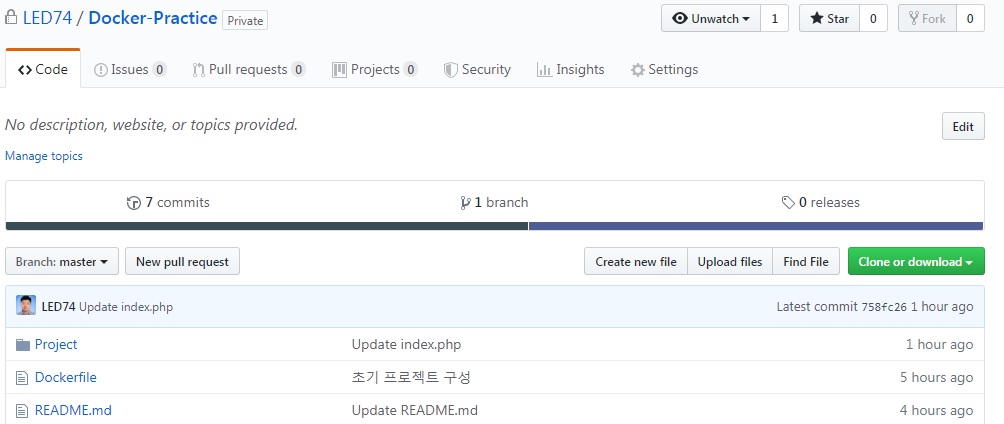 LED74 / Docker-Practice Private Unwatch 1 Star 0 Fork 0
Code Issues 0 Pull requests 0 Projects 0 Security Insights Settings
No description, website, or topics provided. Edit
Manage topics
7 commits 1 branch 0 releases
Branch: master New pull request Create new file Upload files Find File Clone or download
LED74 Update index.php Latest commit 758fc26 1 hour ago
Project Update index.php 1 hour ago
Dockerfile 초기 프로젝트 구성 5 hours ago
README.md Update README.md 4 hours ago